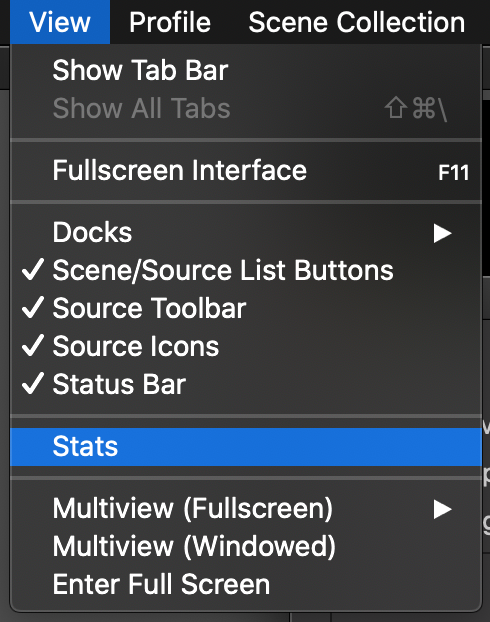 View Profile Scene Collection
Show Tab Bar
Show All Tabs ⇧⌘\
Fullscreen Interface F11
Docks
Scene/Source List Buttons
Source Toolbar
Source Icons
Status Bar
Stats
Multiview (Fullscreen)
Multiview (Windowed)
Enter Full Screen